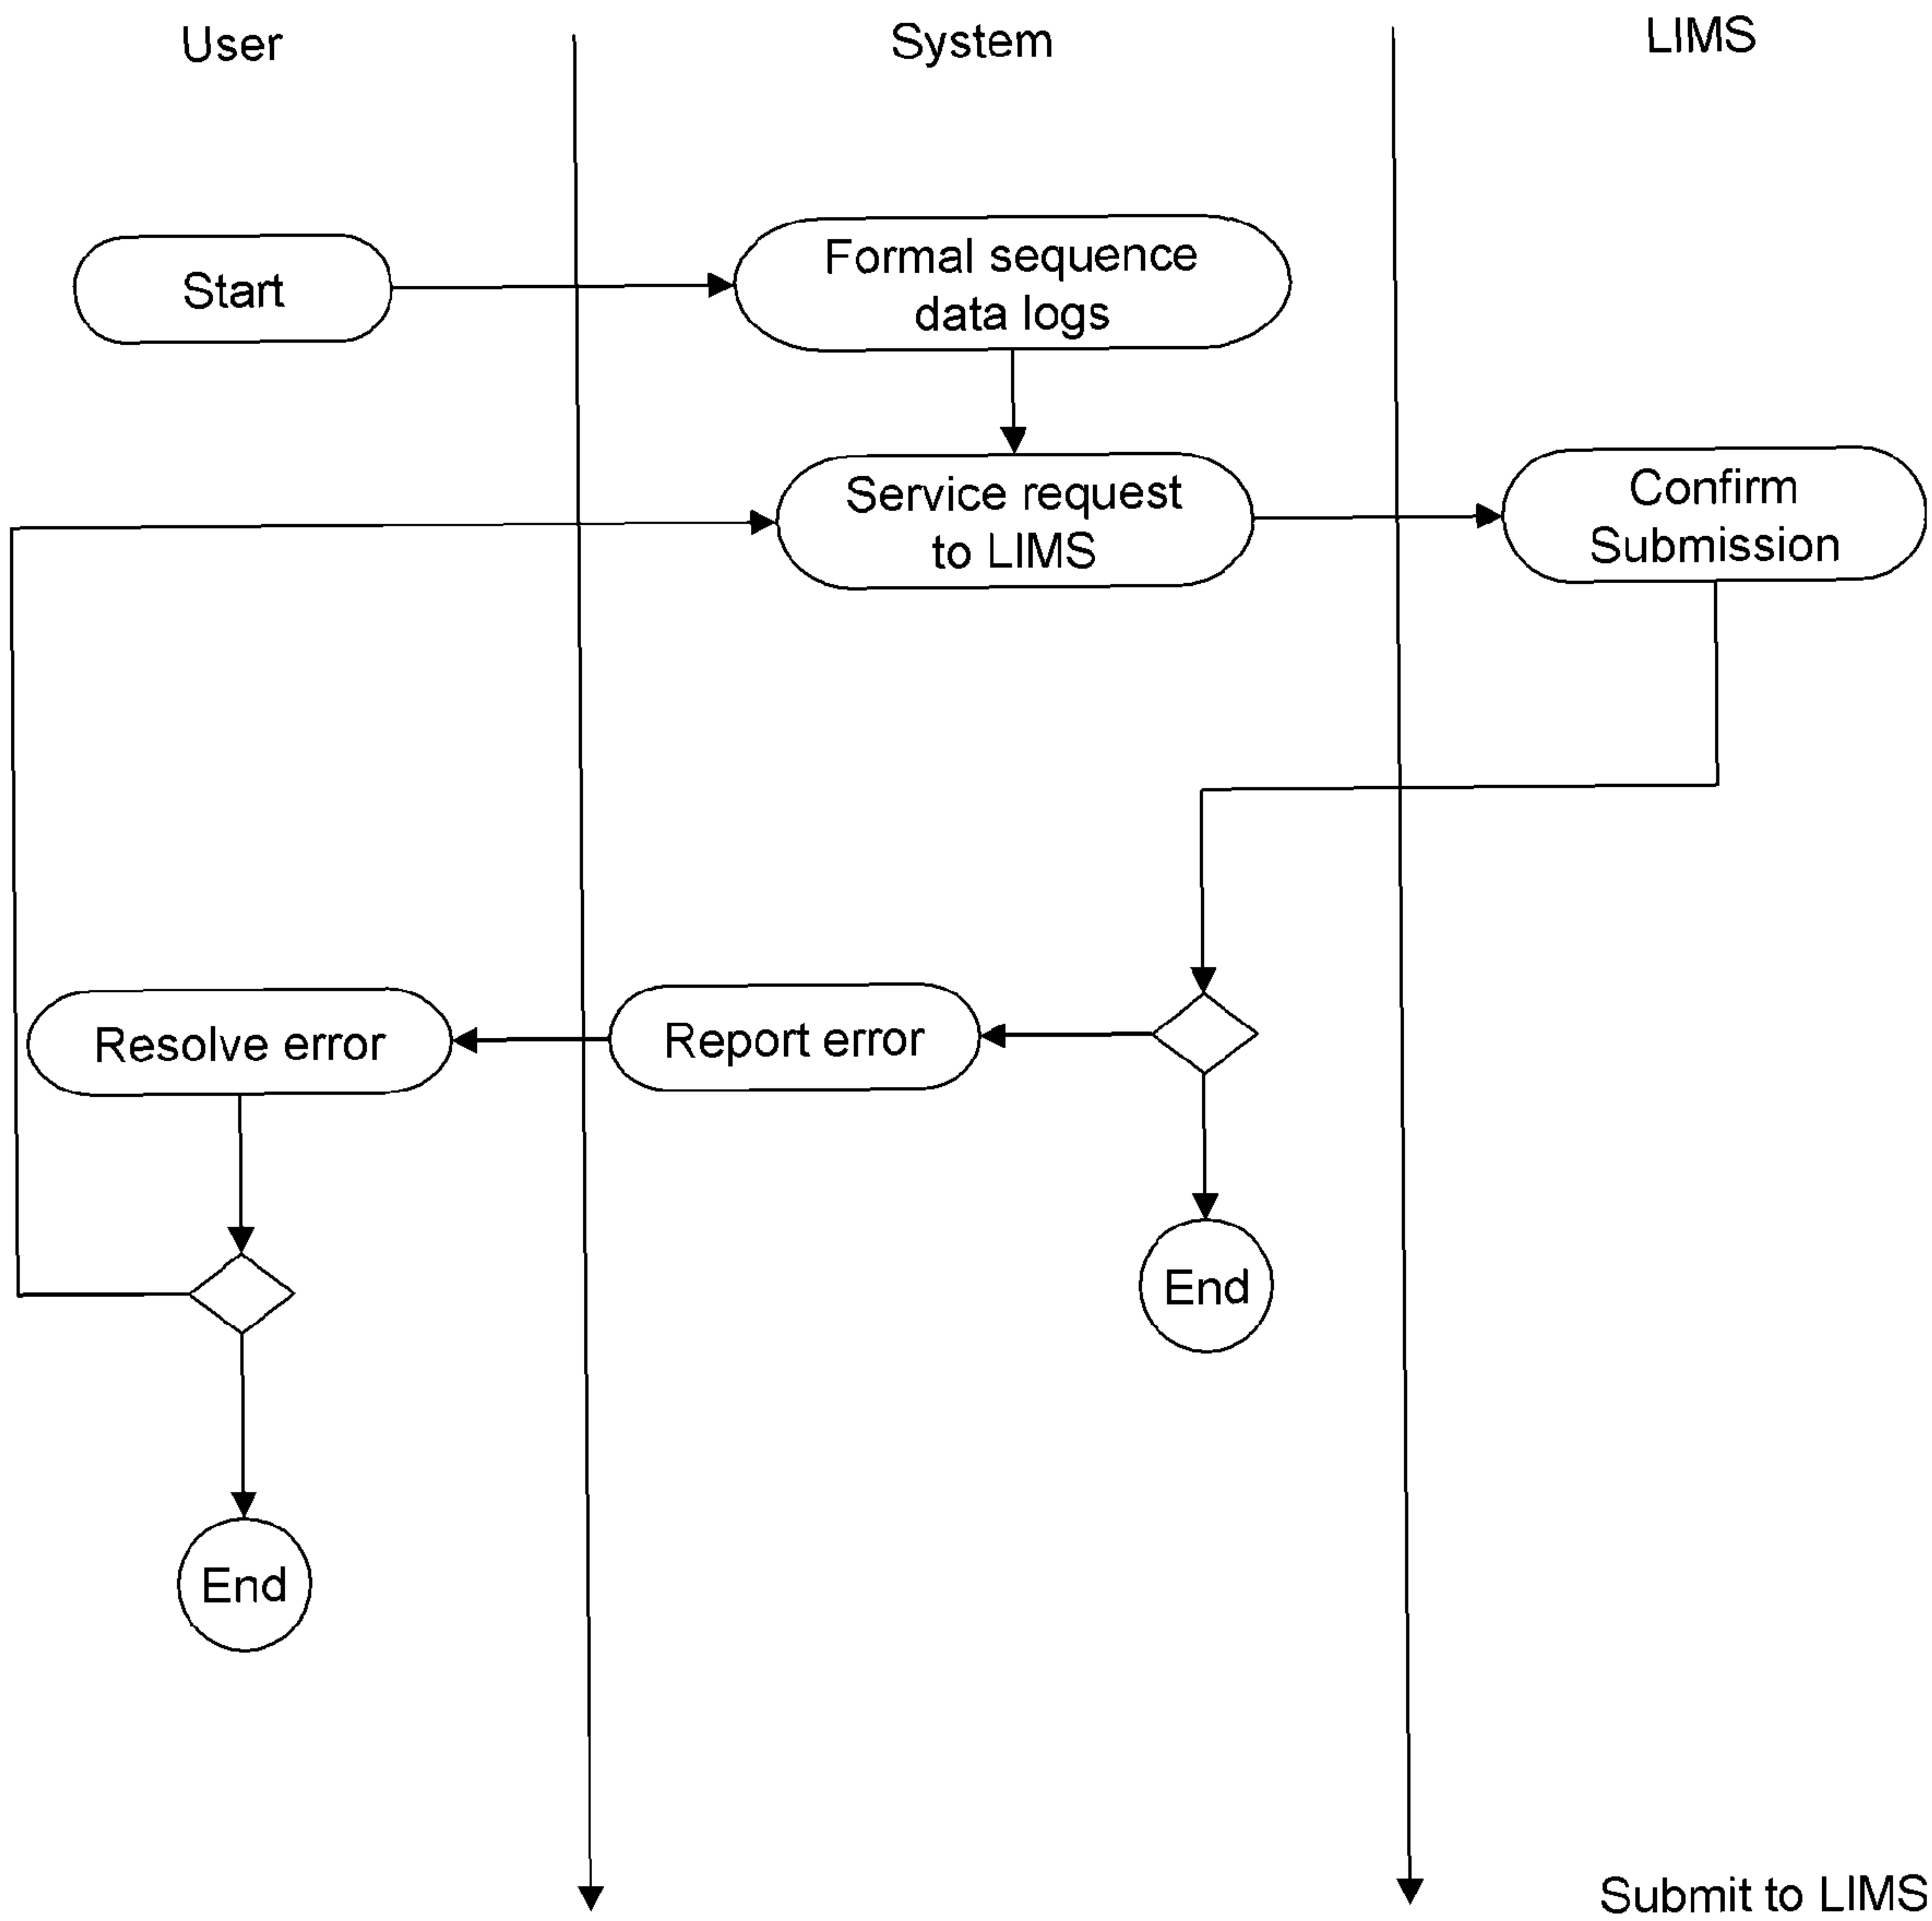 User
System
LIMS
Start
Formal sequence
data logs
Service request
to LIMS
Confirm
Submission
Resolve error
Report error
End
End
Submit to LIMS